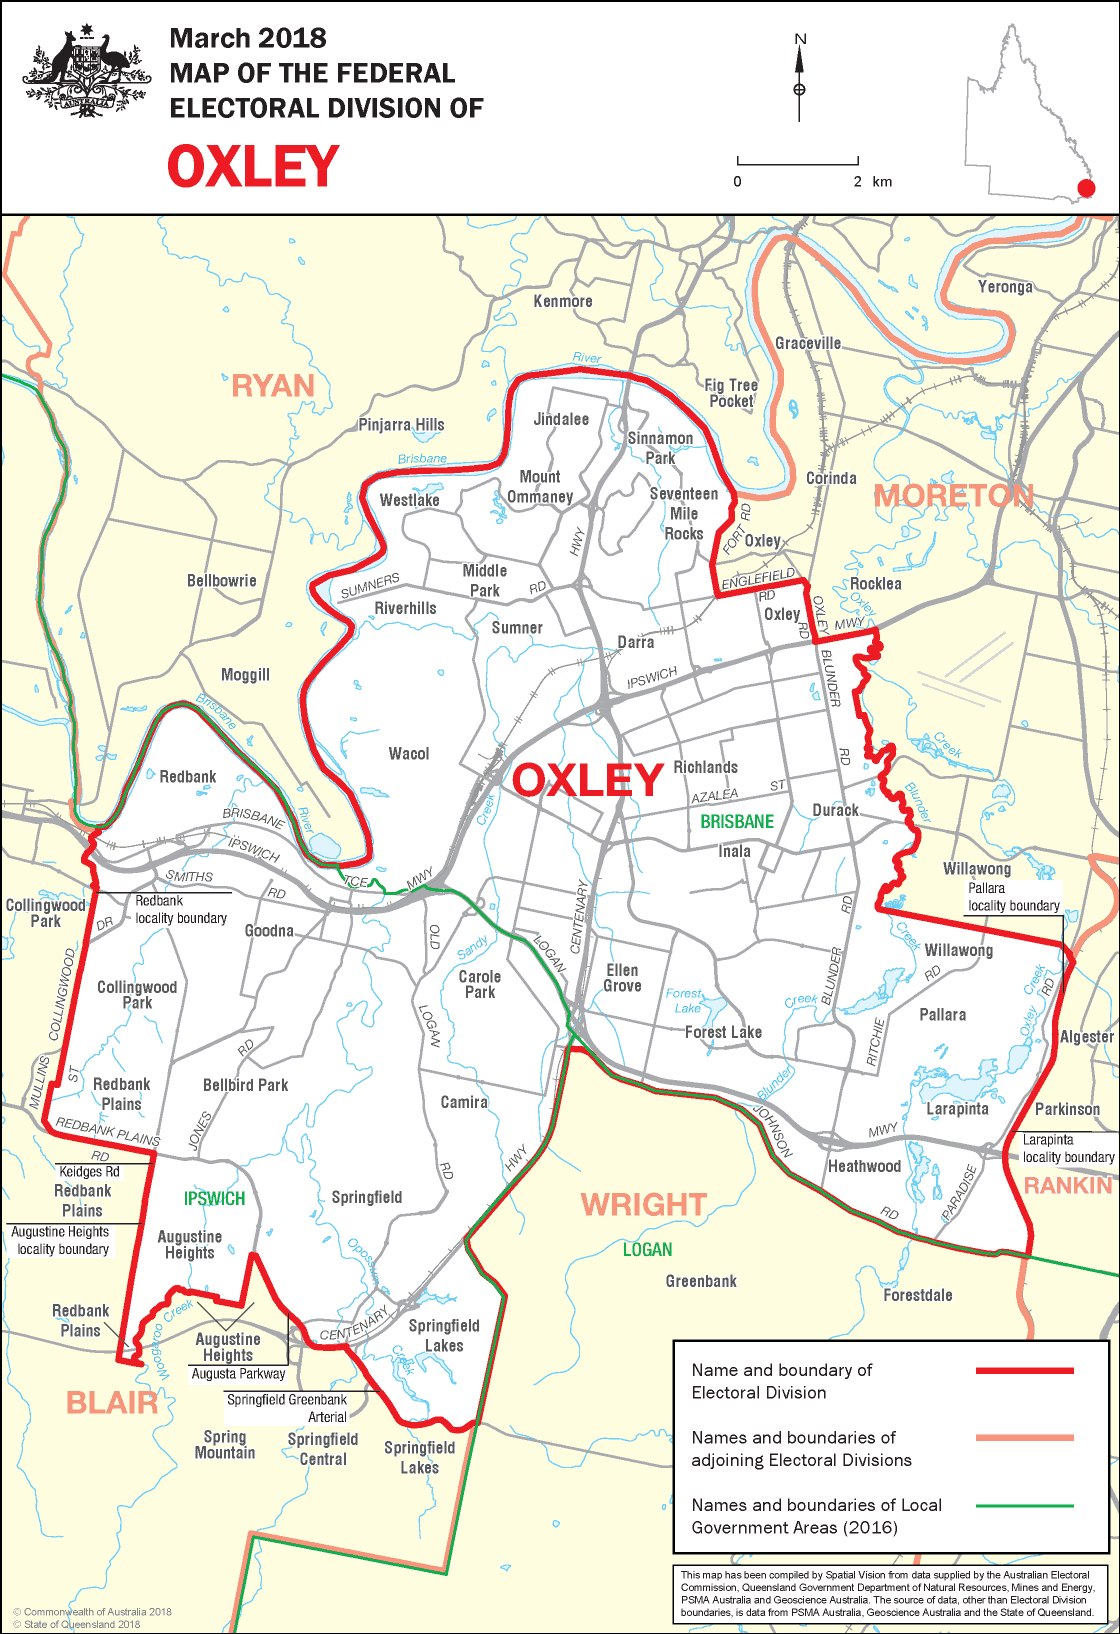 March 2018
MAP OF THE FEDERAL
ELECTORAL DIVISION OF
OXLEY
AUSTRALIA
N
0 2 km
Yeronga
Kenmore
Graceville
River
RYAN
Fig Tree
Pocket
Jindalee
Pinjarra Hills
Sinnamon
Park
Brisbane
Mount
Ommaney
Corinda
Westlake
Seventeen
Mile
Rocks
MORETON
FORT RD
HWY
Oxley
Bellbowrie
SUMNERS
Middle
Park
RD
ENGLEFIELD
RD
Rocklea
Riverhills
Oxley
OXLEY
RD
Oxley
MWY
Sumner
Darra
Moggill
IPSWICH
BLUNDER
Brisbane
Wacol
Creek
RD
Redbank
OXLEY
Richlands
AZALEA ST
Blunder
Creek
BRISBANE
Durack
River
BRISBANE
IPSWICH
Inala
TCE
MWY
Willawong
Pallara
locality boundary
SMITHS
RD
Redbank
locality boundary
Collingwood
Park
DR
RD
CENTENARY
Goodna
OLD
Sandy
LOGAN
Creek
Willawong
COLLINGWOOD
Collingwood
Park
Carole
Park
Ellen
Grove
BLUNDER
RD
Creek
RD
Forest
Lake
Creek
Pallara
LOGAN
Forest Lake
Oxley
RITCHIE
Algester
RD
MULLINS
ST
Redbank
Plains
Bellbird Park
Blunder
Camira
Larapinta
Parkinson
JONES
REDBANK PLAINS
RD
JOHNSON
MWY
Larapinta
locality boundary
Keidges Rd
HWY
RD
Heathwood
Redbank
Plains
IPSWICH
Springfield
WRIGHT
PARADISE
RANKIN
Augustine Heights
locality boundary
Augustine
Heights
RD
LOGAN
Opossum
Greenbank
Forestdale
Redbank
Plains
Woogaroo Creek
CENTENARY
Springfield
Lakes
Augustine
Heights
Creek
Augusta Parkway
BLAIR
Springfield Greenbank
Arterial
Spring
Mountain
Springfield
Central
Springfield
Lakes
Name and boundary of
Electoral Division
Names and boundaries of
adjoining Electoral Divisions
Names and boundaries of Local
Government Areas (2016)
This map has been compiled by Spatial Vision from data supplied by the Australian Electoral
Commission, Queensland Government Department of Natural Resources, Mines and Energy,
PSMA Australia and Geoscience Australia. The source of data, other than Electoral Division
boundaries, is data from PSMA Australia, Geoscience Australia and the State of Queensland.
© Commonwealth of Australia 2018
© State of Queensland 2018